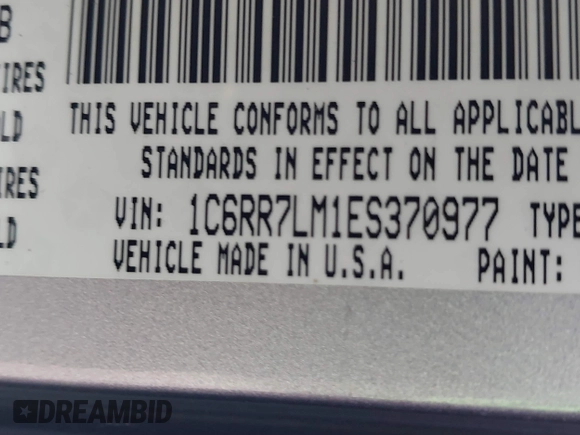 B
IRES
OLD
THIS VEHICLE CONFORMS TO ALL APPLICABL
STANDARDS IN EFFECT ON THE DATE
IRES
LD
VIN: 1C6RR7LM1ES370977 TYPE
VEHICLE MADE IN U.S.A. PAINT:
DREAMBID